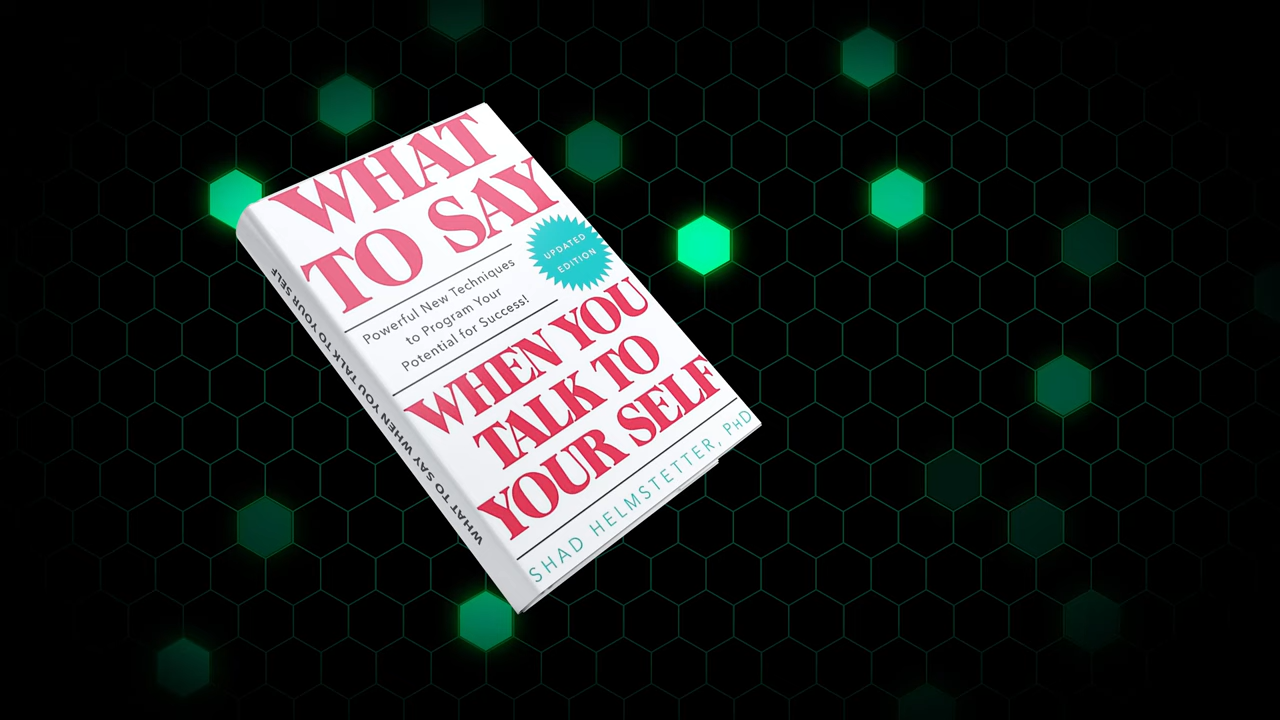 WHAT
TO SAY
UPDATED
EDITION
Powerful New Techniques
to Program Your
Potential for Success!
WHEN YOU
TALK TO
YOUR SELF
SHAD HELMSTETTER, PhD
WHAT TO SAY WHEN YOU TALK TO YOUR SELF